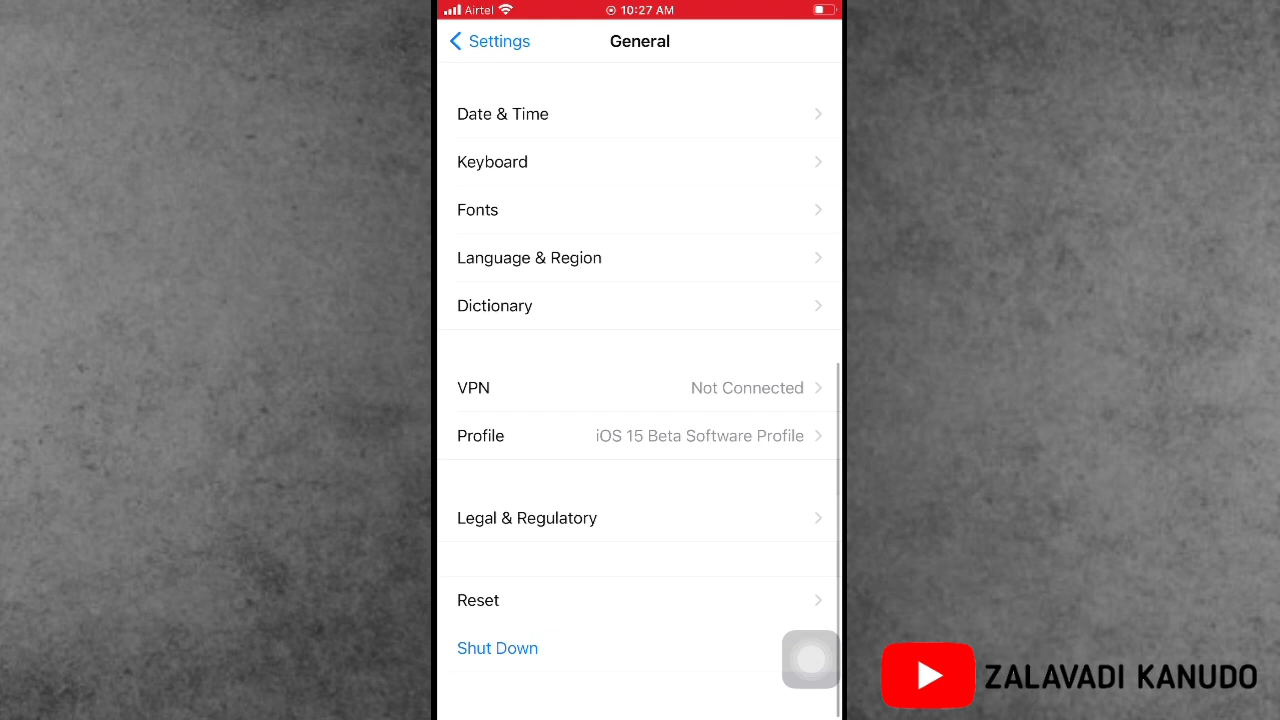 Airtel 10:27 AM
Settings General
Date & Time
Keyboard
Fonts
Language & Region
Dictionary
VPN Not Connected
Profile iOS 15 Beta Software Profile
Legal & Regulatory
Reset
Shut Down
ZALAVADI KANUDO